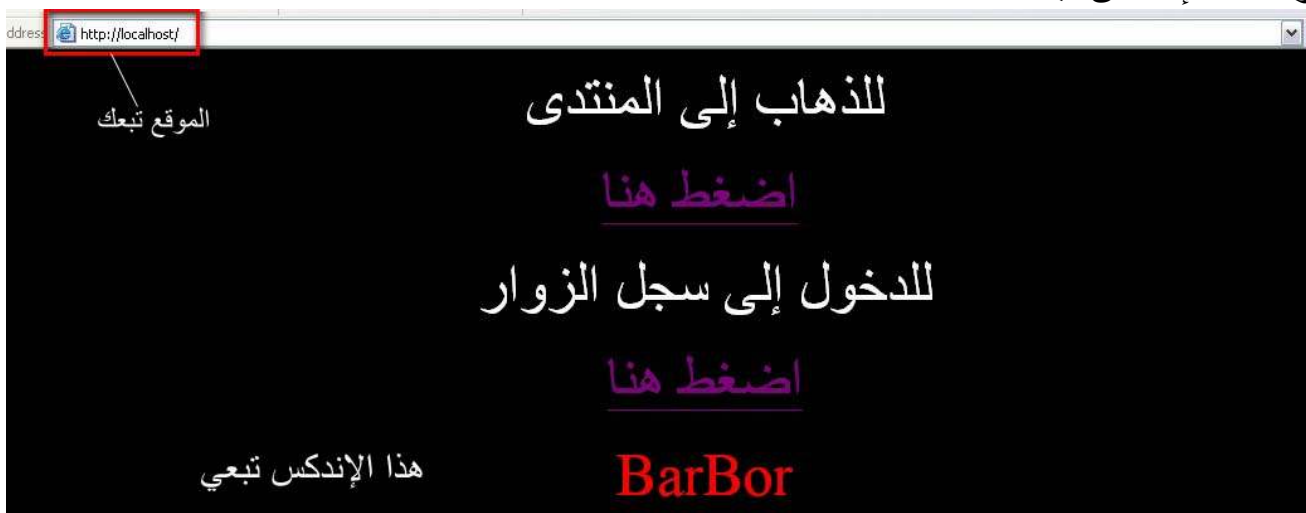 ddress http://localhost/
الموقع تبعك
للذهاب إلى المنتدى
اضغط هنا
للدخول إلى سجل الزوار
اضغط هنا
هذا الإندكس تبعي
BarBor